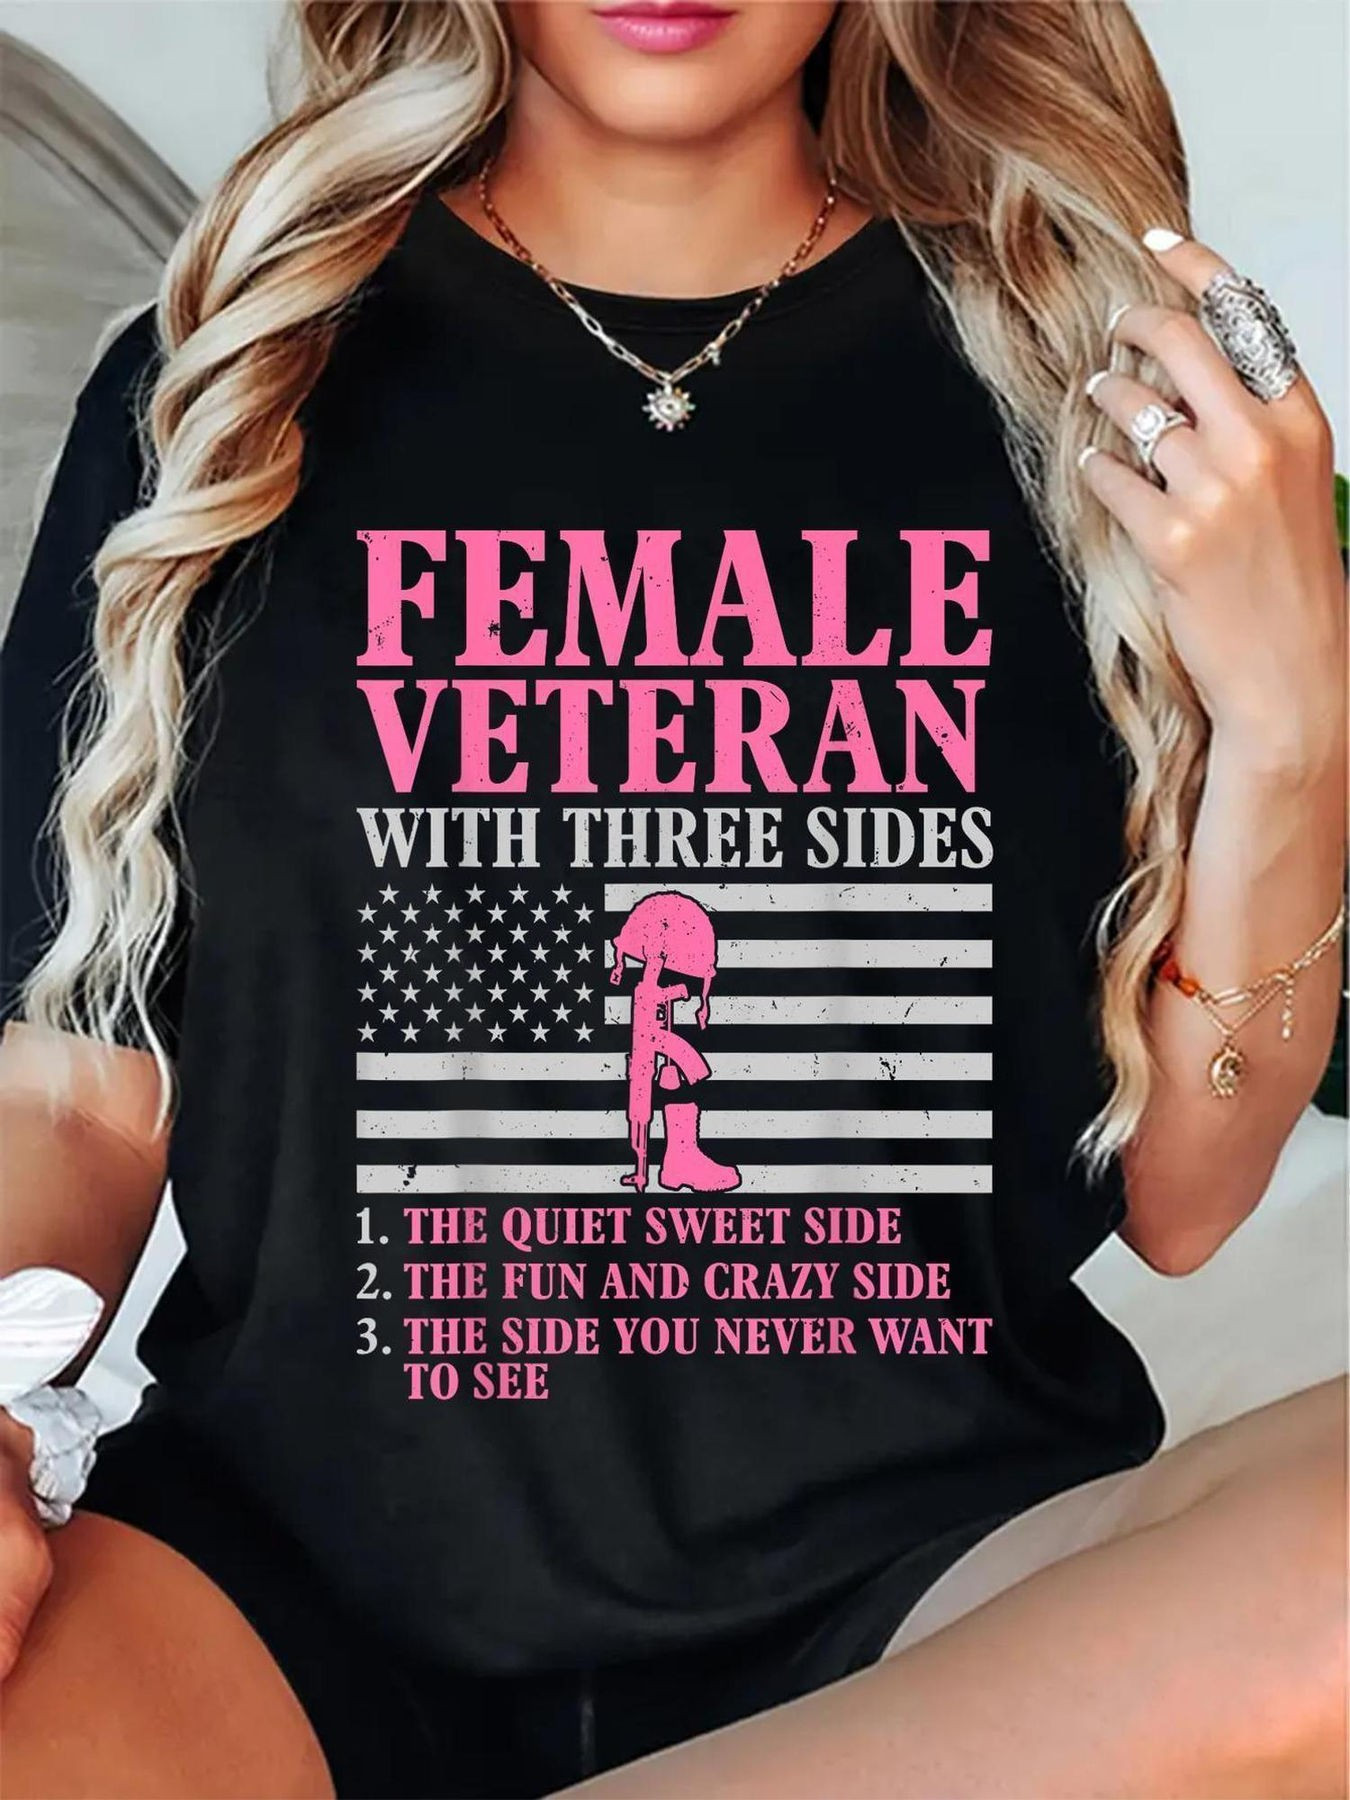 FEMALE
VETERAN
WITH THREE SIDES
1. THE QUIET SWEET SIDE
2. THE FUN AND CRAZY SIDE
3. THE SIDE YOU NEVER WANT
TO SEE